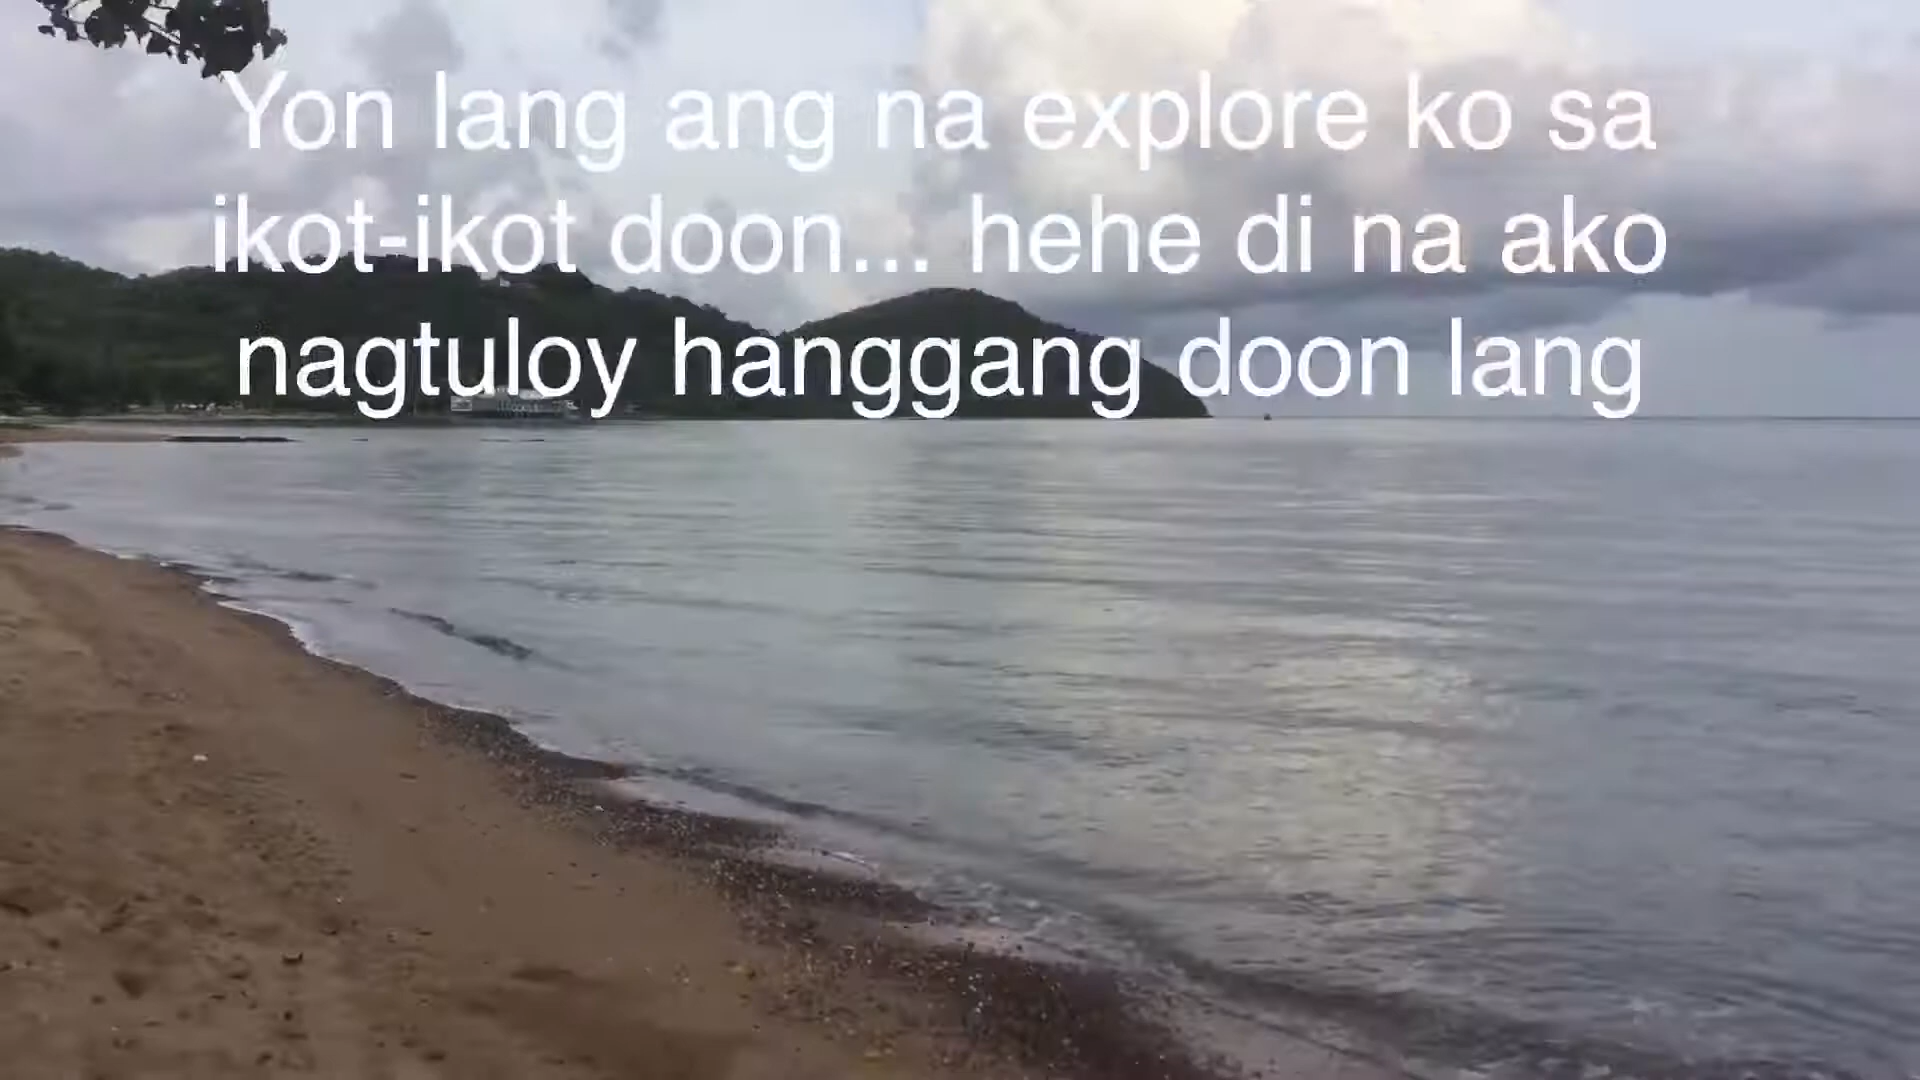 Yon lang ang na explore ko sa
ikot-ikot doon... hehe di na ako
nagtuloy hanggang doon lang